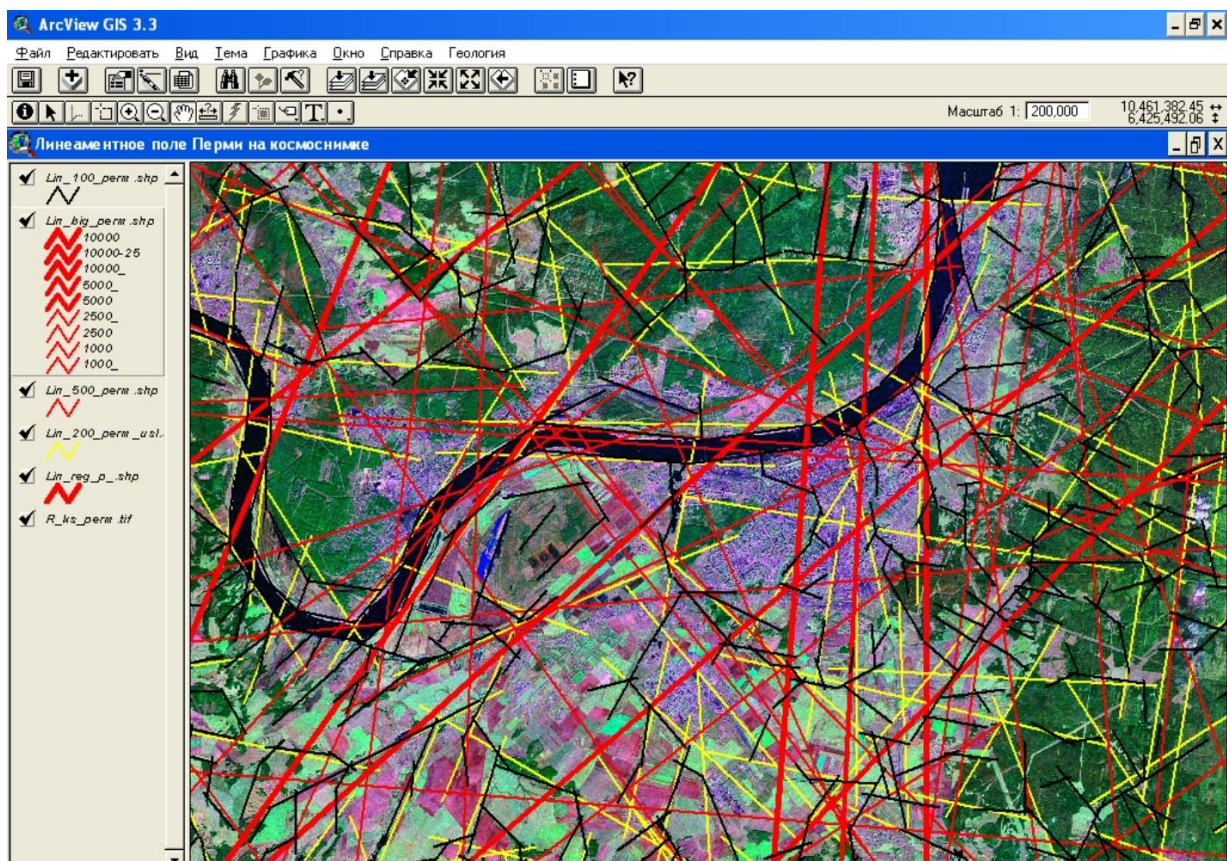 ArcView GIS 3.3
Файл Редактировать Вид Тема Графика Окно Справка Геология
Масштаб 1: 200,000
10,461,382.45
6,425,492.06
Линеаментное поле Перми на космоснимке
Lin_100_perm.shp
Lin_big_perm.shp
10000
10000-25
10000_
5000_
5000
2500_
2500
1000
1000_
Lin_500_perm.shp
Lin_200_perm_usl..
Lin_reg_p_.shp
R_ks_perm.tif